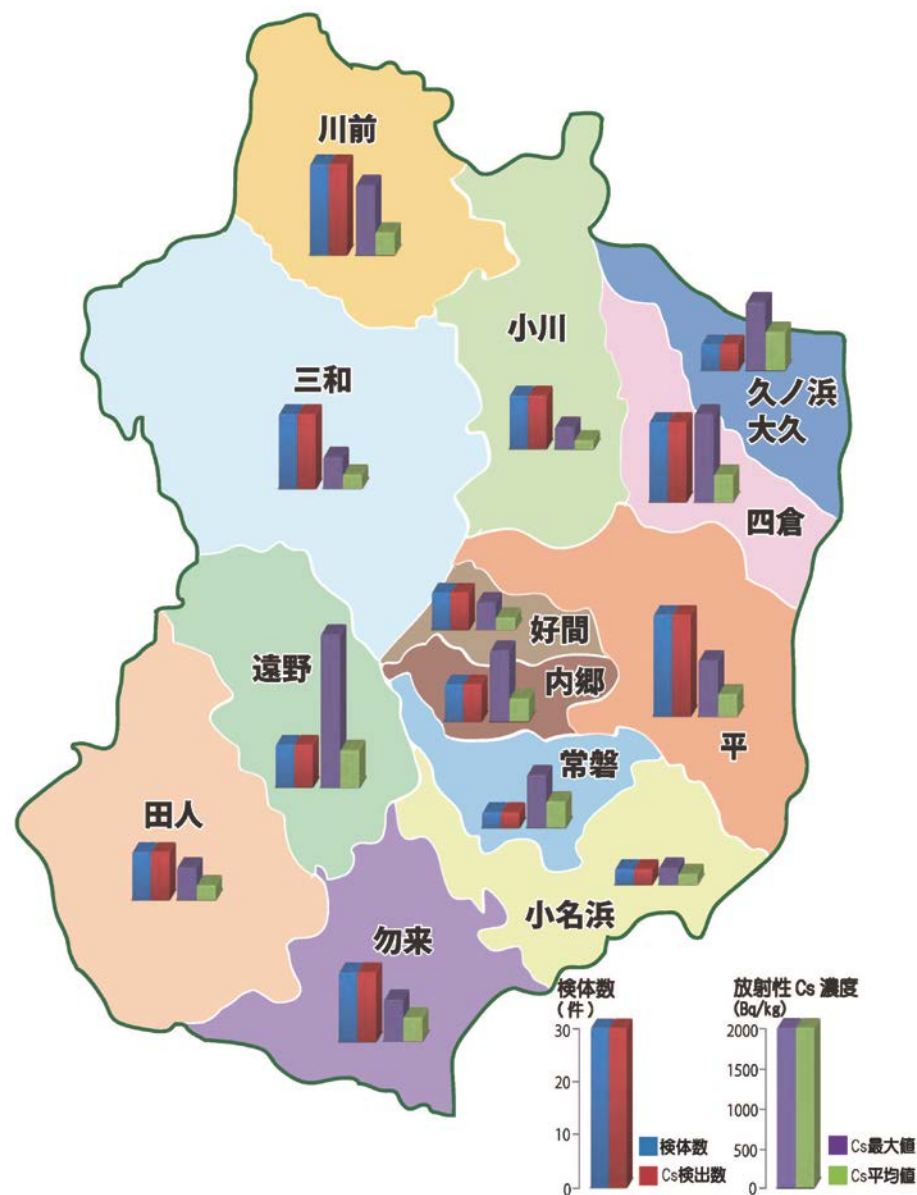 川前
小川
三和
久ノ浜
大久
四倉
好間
遠野
内郷
平
常磐
田人
小名浜
勿来
検体数
(件)
30
20
10
0
検体数
Cs検出数
放射性 Cs 濃度
(Bq/kg)
2000
1500
1000
500
0
Cs最大値
Cs平均値